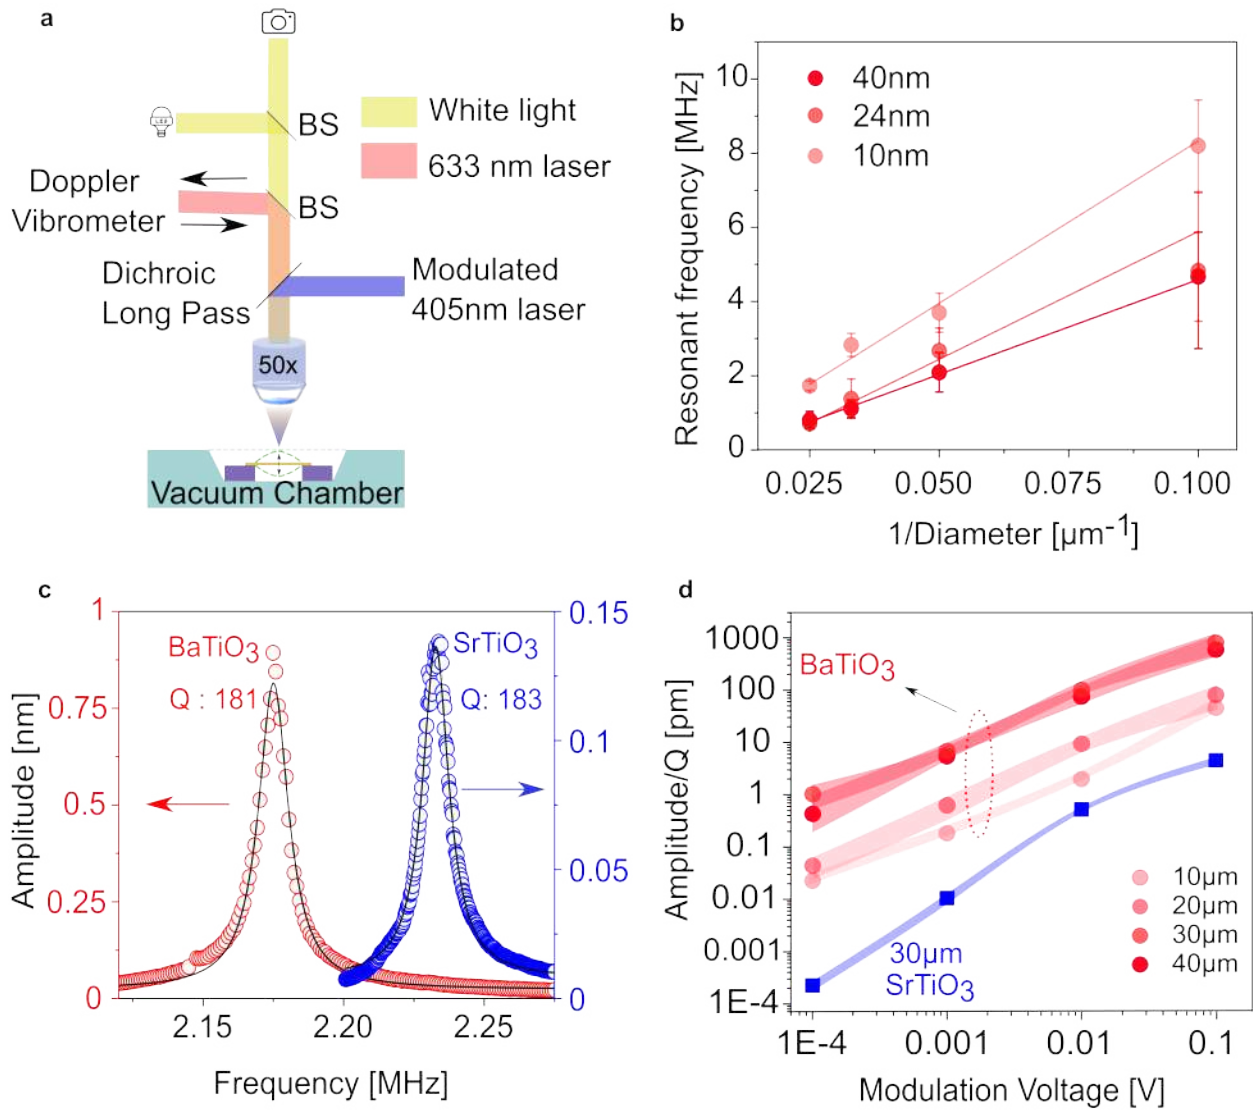 a
BS
White light
633 nm laser
Doppler
Vibrometer
BS
Dichroic
Long Pass
Modulated
405nm laser
50x
Vacuum Chamber
b
Resonant frequency [MHz]
10
8
6
4
2
0
40nm
24nm
10nm
0.025
0.050
0.075
0.100
1/Diameter [µm⁻¹]
c
Amplitude [nm]
1
0.75
0.5
0.25
0
BaTiO₃
Q : 181
SrTiO₃
Q: 183
0.15
0.1
0.05
0
2.15
2.20
2.25
Frequency [MHz]
d
Amplitude/Q [pm]
1000
100
10
1
0.1
0.01
0.001
1E-4
BaTiO₃
30µm
SrTiO₃
10µm
20µm
30µm
40µm
1E-4
0.001
0.01
0.1
Modulation Voltage [V]